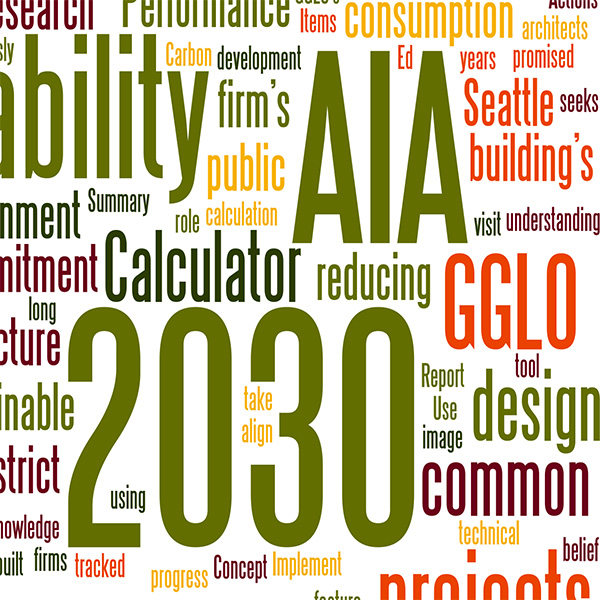 esearch
Performance
Items
consumption
Actions
architects
sly
Carbon
development
Ed
years
promised
ability
firm's
AIA
Seattle
seeks
public
building's
Summary
nment
role
calculation
visit
understanding
mitment
Calculator
reducing
GGLO
long
cture
2030
tool
Report
design
inable
take
Use
align
image
strict
common
using
nowledge
technical
belief
built
firms
tracked
progress
Concept
Implement
projects
feature